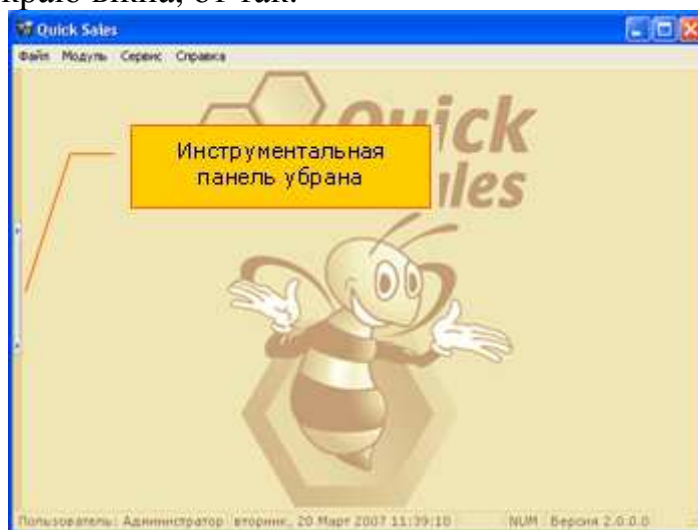 краю вікна, от так:
Quick Sales
Файл Модуль Сервис Справка
Quick
Sales
Инструментальная
панель убрана
Пользователь: Администратор вторник, 20 Март 2007 11:39:18 NUM Версия 2.0.0.0